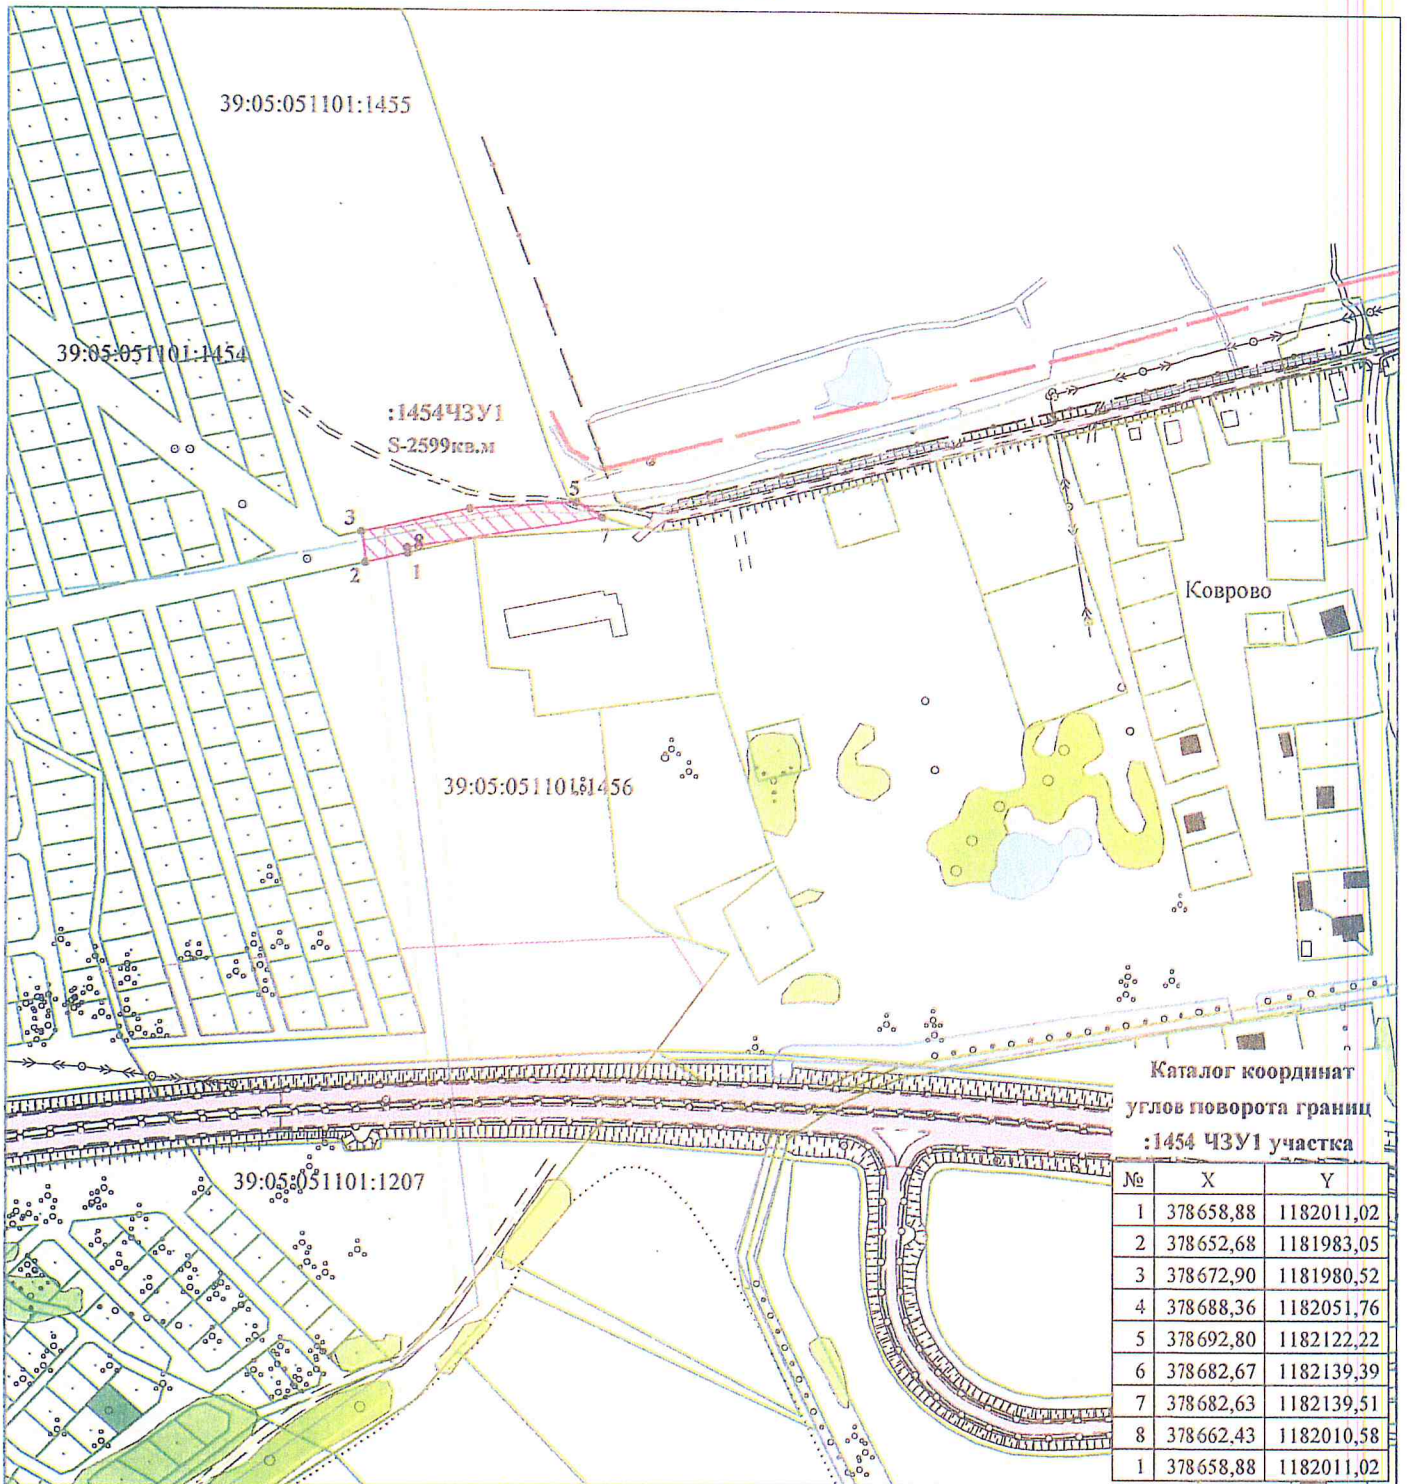 39:05:051101:1455
39:05:051101:1454
:1454ЧЗУ1
S-2599кв.м
5
3
8
7
2
1
Коврово
39:05:051101:1456
Каталог координат
углов поворота границ
:1454 ЧЗУ1 участка
39:05:051101:1207
№ X Y
1 378658,88 1182011,02
2 378652,68 1181983,05
3 378672,90 1181980,52
4 378688,36 1182051,76
5 378692,80 1182122,22
6 378682,67 1182139,39
7 378682,63 1182139,51
8 378662,43 1182010,58
1 378658,88 1182011,02